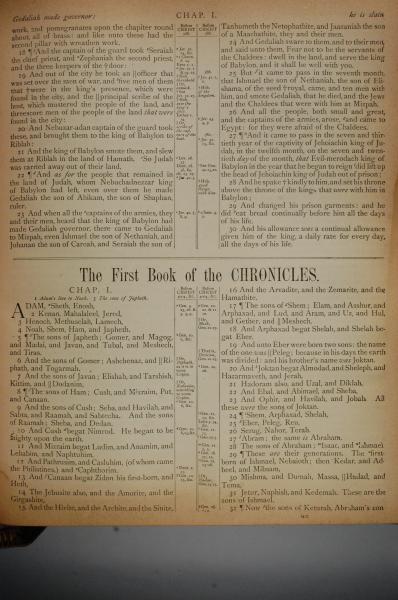 Gedaliah made governor:
CHAP. I.
he is slain
work, and pomegranates upon the chapiter round
about, all of brass: and like unto these had the
second pillar with wreathen work.
18 ¶ And the captain of the guard took Seraiah
the chief priest, and Zephaniah the second priest,
and the three keepers of the door:
19 And out of the city he took an officer that
was set over the men of war, and five men of them
that were in the king's presence, which were
found in the city, and the principal scribe of the
host, which mustered the people of the land, and
threescore men of the people of the land that were
found in the city:
20 And Nebuzar-adan captain of the guard took
these, and brought them to the king of Babylon to
Riblah:
21 And the king of Babylon smote them, and slew
them at Riblah in the land of Hamath. So Judah
was carried away out of their land.
22 ¶ And as for the people that remained in
the land of Judah, whom Nebuchadnezzar king
of Babylon had left, even over them he made
Gedaliah the son of Ahikam, the son of Shaphan,
ruler.
23 And when all the captains of the armies, they
and their men, heard that the king of Babylon had
made Gedaliah governor, there came to Gedaliah
to Mizpah, even Ishmael the son of Nethaniah, and
Johanan the son of Careah, and Seraiah the son of
Tanhumeth the Netophathite, and Jaazaniah the son
of a Maachathite, they and their men.
24 And Gedaliah sware to them, and to their men,
and said unto them, Fear not to be the servants of
the Chaldees: dwell in the land, and serve the king
of Babylon, and it shall be well with you.
25 But it came to pass in the seventh month,
that Ishmael the son of Nethaniah, the son of Eli-
shama, of the seed royal, came, and ten men with
him, and smote Gedaliah, that he died, and the Jews
and the Chaldees that were with him at Mizpah.
26 And all the people, both small and great,
and the captains of the armies, arose, and came to
Egypt: for they were afraid of the Chaldees.
27 ¶ And it came to pass in the seven and thir-
tieth year of the captivity of Jehoiachin king of Ju-
dah, in the twelfth month, on the seven and twen-
tieth day of the month, that Evil-merodach king of
Babylon in the year that he began to reign did lift up
the head of Jehoiachin king of Judah out of prison;
28 And he spake kindly to him, and set his throne
above the throne of the kings that were with him in
Babylon;
29 And changed his prison garments: and he
did eat bread continually before him all the days
of his life.
30 And his allowance was a continual allowance
given him of the king, a daily rate for every day,
all the days of his life.
The First Book of the CHRONICLES.
CHAP. I.
1 Adam's line to Noah. 5 The sons of Japheth.
ADAM, Sheth, Enosh,
2 Kenan, Mahalaleel, Jered,
3 Henoch, Methuselah, Lamech,
4 Noah, Shem, Ham, and Japheth.
5 ¶ The sons of Japheth; Gomer, and Magog,
and Madai, and Javan, and Tubal, and Meshech,
and Tiras.
6 And the sons of Gomer; Ashchenaz, and Ri-
phath, and Togarmah.
7 And the sons of Javan; Elishah, and Tarshish,
Kittim, and Dodanim.
8 ¶ The sons of Ham; Cush, and Mizraim, Put,
and Canaan.
9 And the sons of Cush; Seba, and Havilah, and
Sabta, and Raamah, and Sabtecha. And the sons
of Raamah; Sheba, and Dedan.
10 And Cush begat Nimrod. He began to be
mighty upon the earth.
11 And Mizraim begat Ludim, and Anamim, and
Lehabim, and Naphtuhim,
12 And Pathrusim, and Casluhim, (of whom came
the Philistines,) and Caphthorim.
13 And Canaan begat Zidon his first-born, and
Heth,
14 The Jebusite also, and the Amorite, and the
Girgashite,
15 And the Hivite, and the Archite, and the Sinite,
16 And the Arvadite, and the Zemarite, and the
Hamathite.
17 ¶ The sons of Shem; Elam, and Asshur, and
Arphaxad, and Lud, and Aram, and Uz, and Hul,
and Gether, and Meshech.
18 And Arphaxad begat Shelah, and Shelah be-
gat Eber.
19 And unto Eber were born two sons: the name
of the one was Peleg; because in his days the earth
was divided: and his brother's name was Joktan.
20 And Joktan begat Almodad, and Sheleph, and
Hazarmaveth, and Jerah,
21 Hadoram also, and Uzal, and Diklah,
22 And Ebal, and Abimael, and Sheba,
23 And Ophir, and Havilah, and Jobab. All
these were the sons of Joktan.
24 ¶ Shem, Arphaxad, Shelah,
25 Eber, Peleg, Reu,
26 Serug, Nahor, Terah,
27 Abram; the same is Abraham.
28 The sons of Abraham; Isaac, and Ishmael.
29 ¶ These are their generations. The first-
born of Ishmael, Nebaioth; then Kedar, and Ad-
beel, and Mibsam,
30 Mishma, and Dumah, Massa, Hadad, and
Tema,
31 Jetur, Naphish, and Kedemah. These are the
sons of Ishmael.
32 ¶ Now the sons of Keturah, Abraham's con-